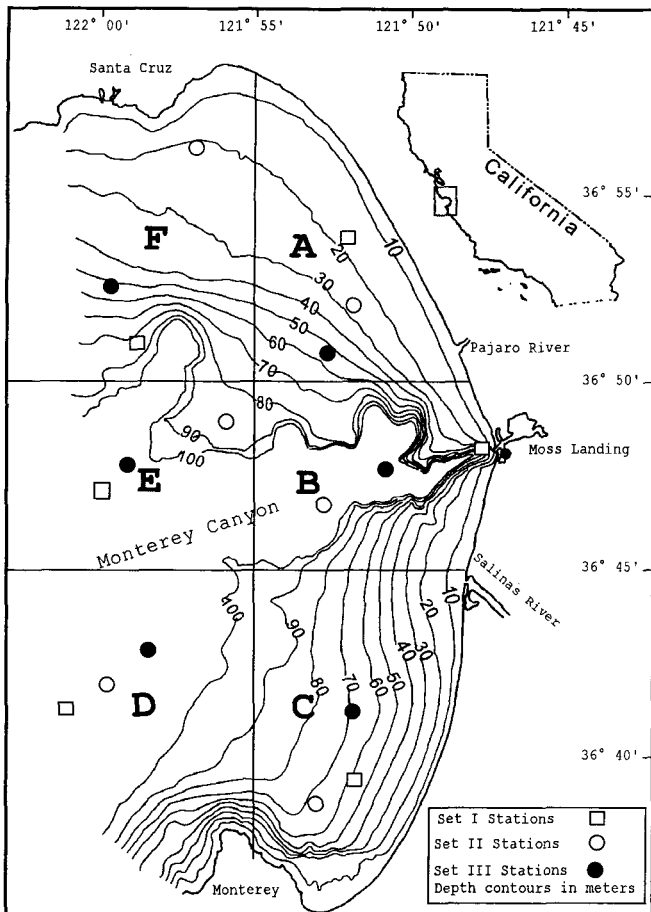 122° 00'
121° 55'
121° 50'
121° 45'
Santa Cruz
California
36° 55'
F
A
10
20
30
40
50
60
70
80
90
100
Pajaro River
36° 50'
Moss Landing
E
B
Monterey Canyon
36° 45'
Salinas River
100
90
80
70
60
50
40
30
20
10
D
C
36° 40'
Monterey
Set I Stations
Set II Stations
Set III Stations
Depth contours in meters